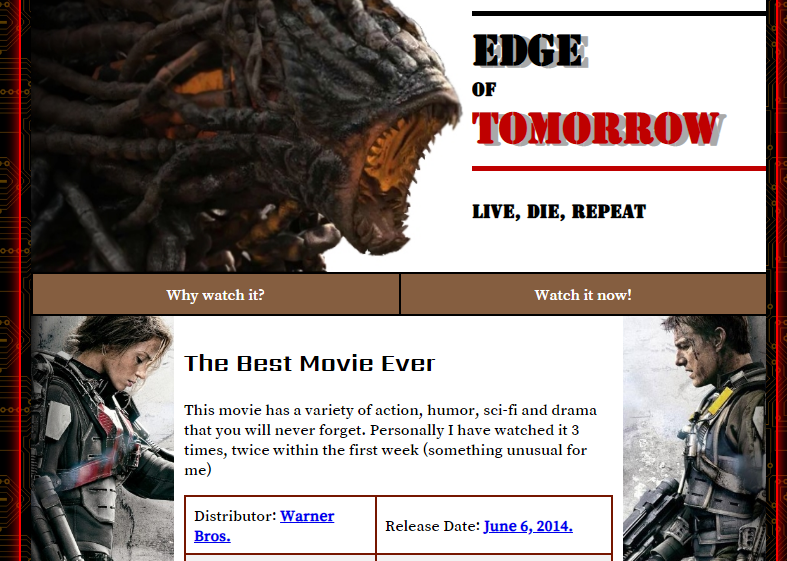 EDGE
OF
TOMORROW
LIVE, DIE, REPEAT
Why watch it?
Watch it now!
The Best Movie Ever
This movie has a variety of action, humor, sci-fi and drama
that you will never forget. Personally I have watched it 3
times, twice within the first week (something unusual for
me)
Distributor: Warner
Bros.
Release Date: June 6, 2014.